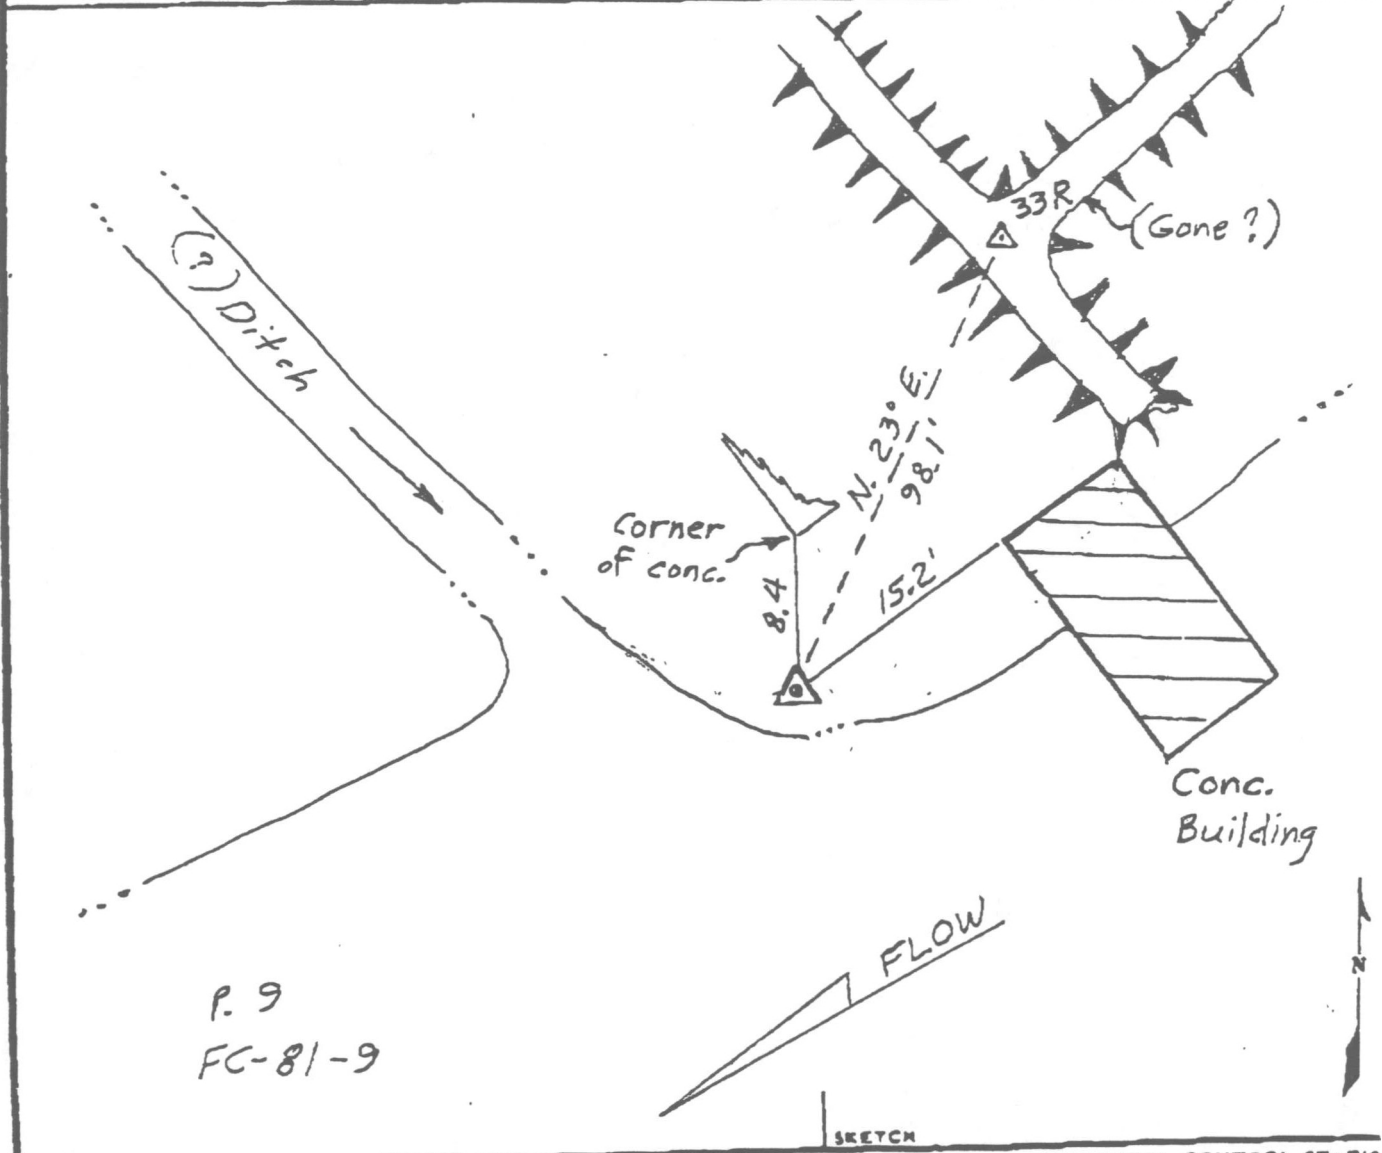 33R
(Gone ?)
(?) Ditch
N. 23° E.
98.1'
Corner
of conc.
8.4
15.2'
Conc.
Building
FLOW
N
P. 9
FC-81-9
SKETCH